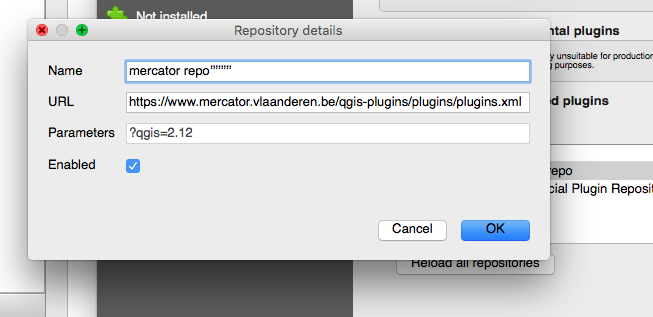 Not installed
Repository details
ntal plugins
y unsuitable for production
g purposes.
ed plugins
Name mercator repo"""""
URL https://www.mercator.vlaanderen.be/qgis-plugins/plugins/plugins.xml
Parameters ?qgis=2.12
Enabled
epo
cial Plugin Reposit
Cancel OK
Reload all repositories